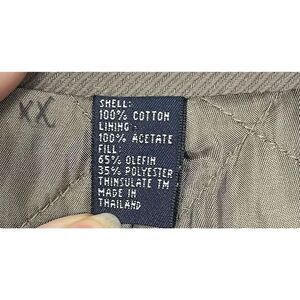 XX
SHELL:
100% COTTON
LINING:
100% ACETATE
FILL:
65% OLEFIN
35% POLYESTER
THINSULATE TM
MADE IN
THAILAND